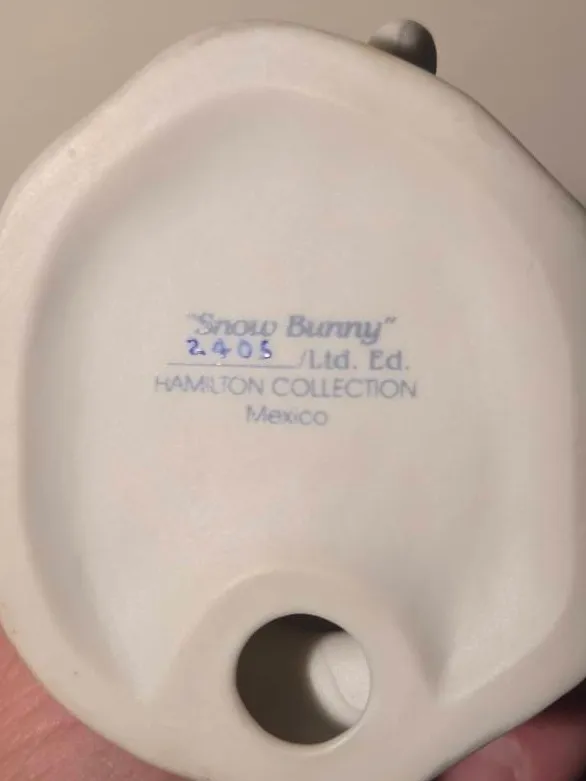 "Snow Bunny"
2405/Ltd. Ed.
HAMILTON COLLECTION
Mexico